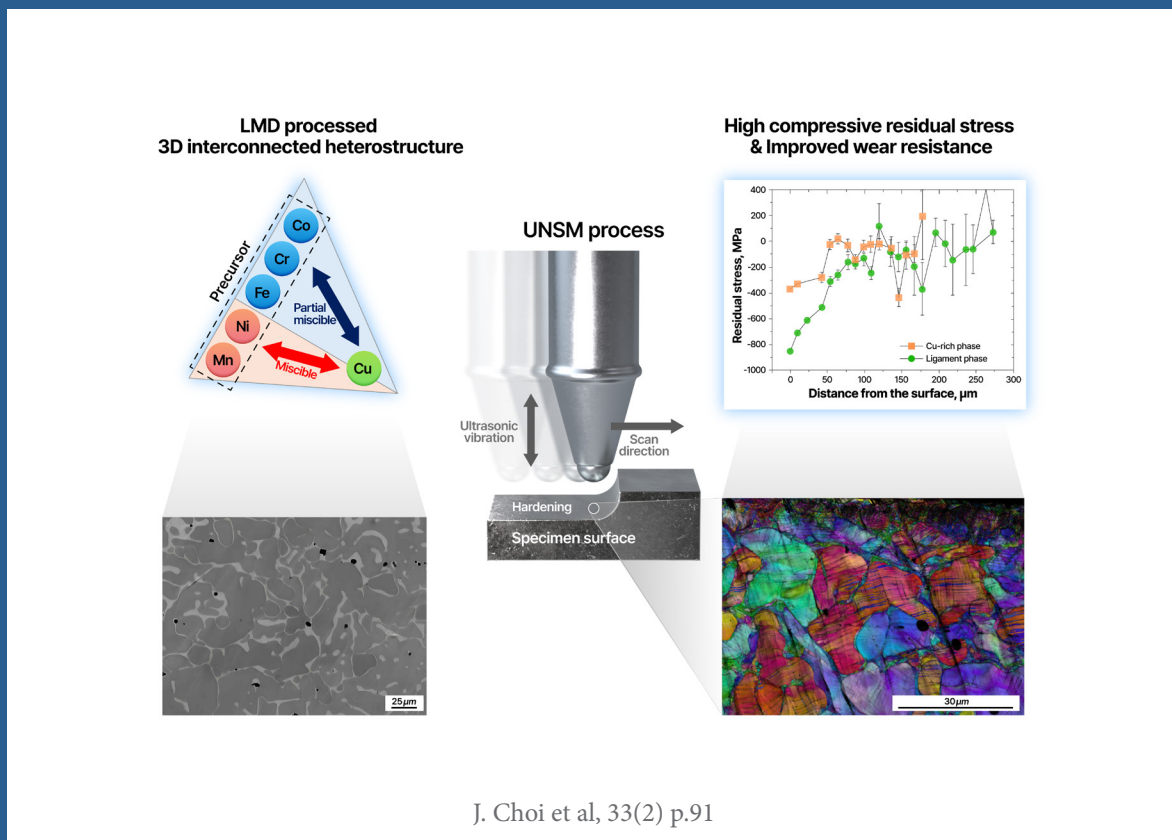 LMD processed
3D interconnected heterostructure
Precursor
Co
Cr
Fe
Ni
Mn
Cu
Partial
miscible
Miscible
25µm
UNSM process
Ultrasonic
vibration
Scan
direction
Hardening
Specimen surface
High compressive residual stress
& Improved wear resistance
Residual stress, MPa
400
200
0
-200
-400
-600
-800
-1000
Cu-rich phase
Ligament phase
0
50
100
150
200
250
300
Distance from the surface, µm
30µm
J. Choi et al, 33(2) p.91